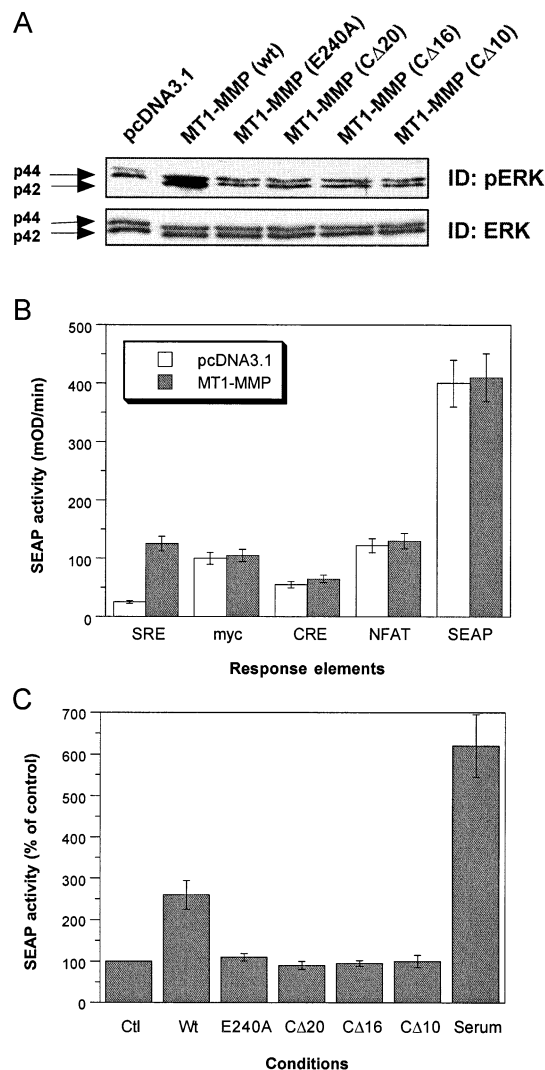 A
pcDNA3.1
MT1-MMP (wt)
MT1-MMP (E240A)
MT1-MMP (CΔ20)
MT1-MMP (CΔ16)
MT1-MMP (CΔ10)
p44
p42
ID: pERK
p44
p42
ID: ERK
B
500
400
300
200
100
0
SEAP activity (mOD/min)
pcDNA3.1
MT1-MMP
SRE
myc
CRE
NFAT
SEAP
Response elements
C
700
600
500
400
300
200
100
0
SEAP activity (% of control)
Ctl
Wt
E240A
CΔ20
CΔ16
CΔ10
Serum
Conditions